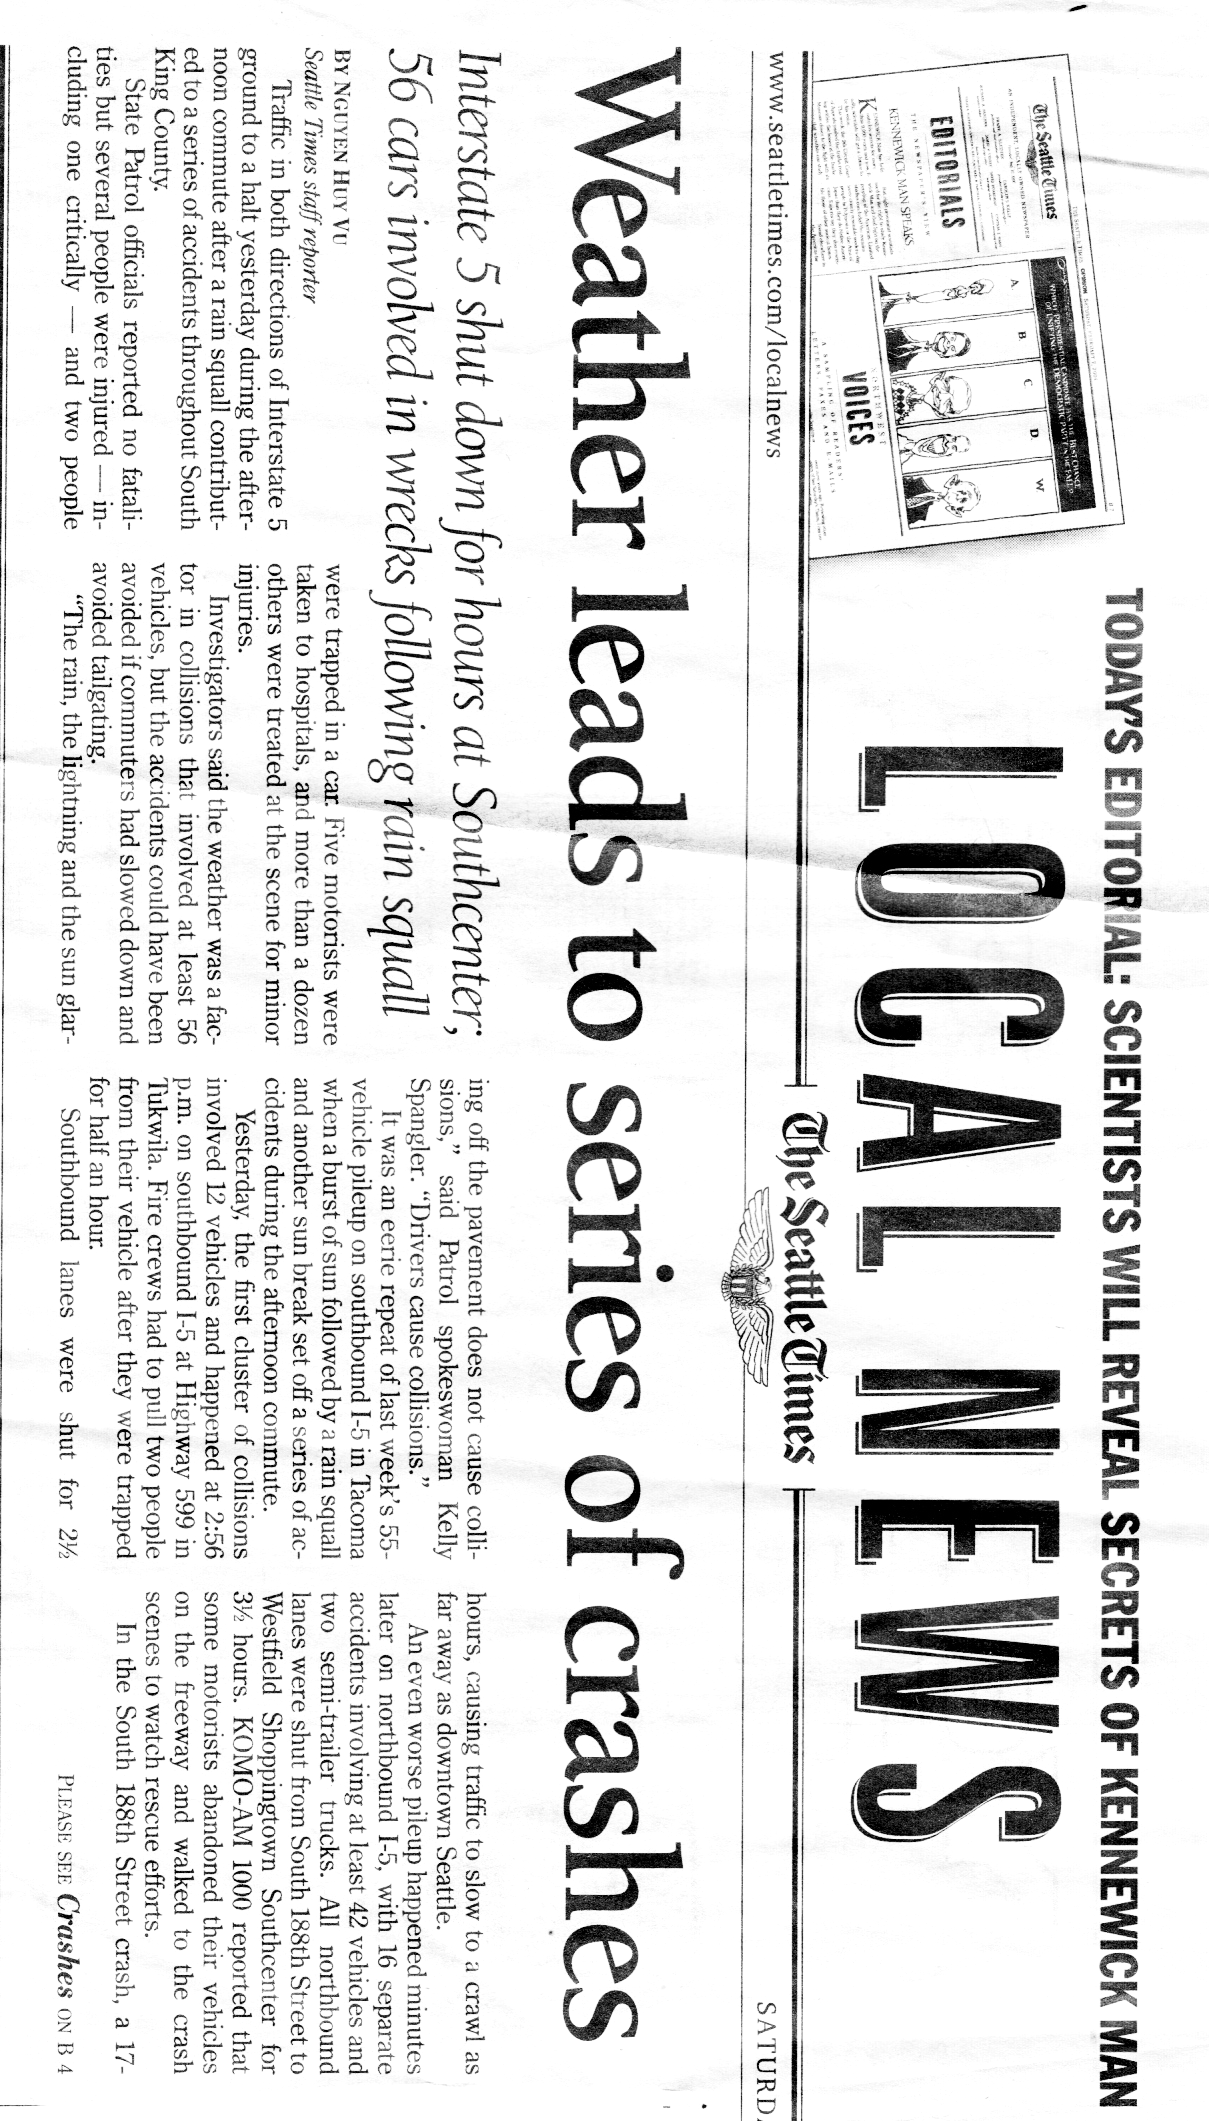 TODAY'S EDITORIAL: SCIENTISTS WILL REVEAL SECRETS OF KENNEWICK MAN
The Seattle Times
EDITORIALS
THE NEWSPAPER'S VIEW
KENNEWICK MAN SPEAKS
A. B C D. W
NORTHWEST
VOICES
A SAMPLING OF READERS'
LETTERS, FAXES AND E-MAILS
LOCAL NEWS
The Seattle Times
www.seattletimes.com/localnews
SATURDA
Weather leads to series of crashes
Interstate 5 shut down for hours at Southcenter;
56 cars involved in wrecks following rain squall
BY NGUYEN HUY VU
Seattle Times staff reporter
Traffic in both directions of Interstate 5
ground to a halt yesterday during the after-
noon commute after a rain squall contribut-
ed to a series of accidents throughout South
King County.
State Patrol officials reported no fatali-
ties but several people were injured — in-
cluding one critically — and two people
were trapped in a car. Five motorists were
taken to hospitals, and more than a dozen
others were treated at the scene for minor
injuries.
Investigators said the weather was a fac-
tor in collisions that involved at least 56
vehicles, but the accidents could have been
avoided if commuters had slowed down and
avoided tailgating.
“The rain, the lightning and the sun glar-
ing off the pavement does not cause colli-
sions,” said Patrol spokeswoman Kelly
Spangler. “Drivers cause collisions.”
It was an eerie repeat of last week's 55-
vehicle pileup on southbound I-5 in Tacoma
when a burst of sun followed by a rain squall
and another sun break set off a series of ac-
cidents during the afternoon commute.
Yesterday, the first cluster of collisions
involved 12 vehicles and happened at 2:56
p.m. on southbound I-5 at Highway 599 in
Tukwila. Fire crews had to pull two people
from their vehicle after they were trapped
for half an hour.
Southbound lanes were shut for 2½
hours, causing traffic to slow to a crawl as
far away as downtown Seattle.
An even worse pileup happened minutes
later on northbound I-5, with 16 separate
accidents involving at least 42 vehicles and
two semi-trailer trucks. All northbound
lanes were shut from South 188th Street to
Westfield Shoppingtown Southcenter for
3½ hours. KOMO-AM 1000 reported that
some motorists abandoned their vehicles
on the freeway and walked to the crash
scenes to watch rescue efforts.
In the South 188th Street crash, a 17-
PLEASE SEE Crashes ON B 4